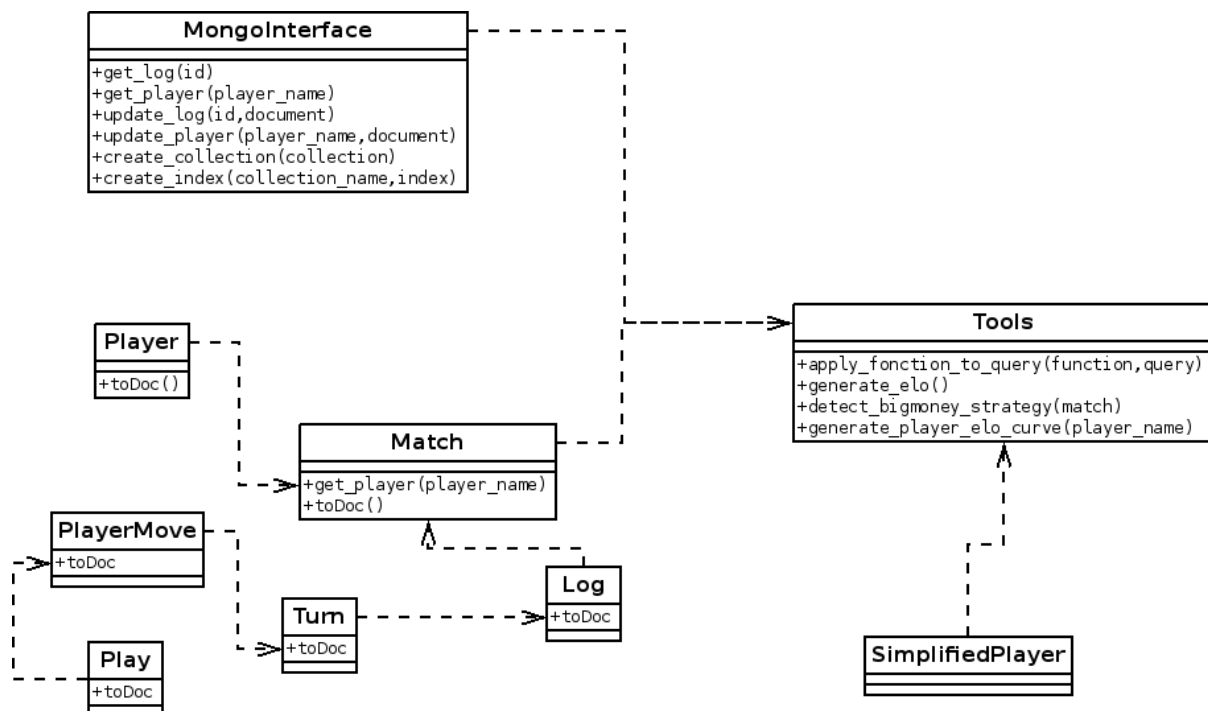 MongoInterface
+get_log(id)
+get_player(player_name)
+update_log(id,document)
+update_player(player_name,document)
+create_collection(collection)
+create_index(collection_name,index)
Player
+toDoc()
Match
+get_player(player_name)
+toDoc()
Tools
+apply_fonction_to_query(function,query)
+generate_elo()
+detect_bigmoney_strategy(match)
+generate_player_elo_curve(player_name)
PlayerMove
+toDoc
Play
+toDoc
Turn
+toDoc
Log
+toDoc
SimplifiedPlayer